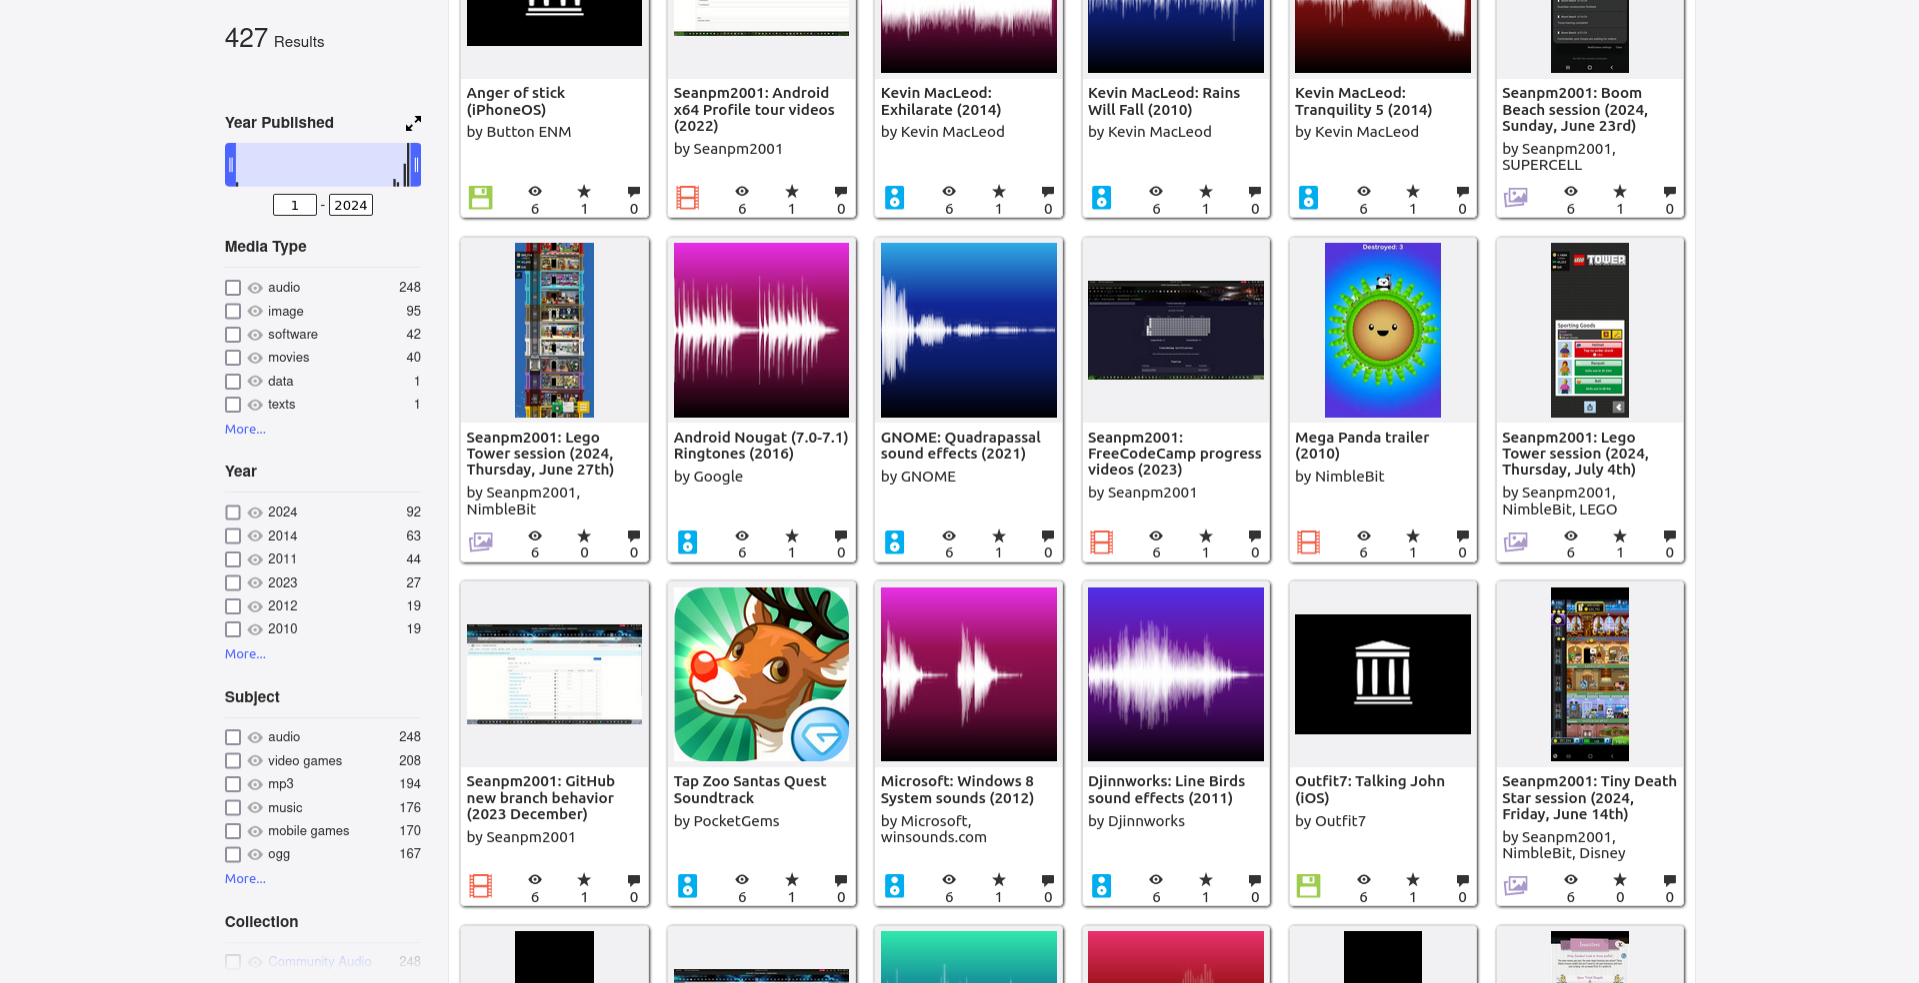 427 Results
Year Published
1 - 2024
Media Type
audio 248
image 95
software 42
movies 40
data 1
texts 1
More...
Year
2024 92
2014 63
2011 44
2023 27
2012 19
2010 19
More...
Subject
audio 248
video games 208
mp3 194
music 176
mobile games 170
ogg 167
More...
Collection
Community Audio 248
Anger of stick
(iPhoneOS)
by Button ENM
6 1 0
Seanpm2001: Android
x64 Profile tour videos
(2022)
by Seanpm2001
6 1 0
Kevin MacLeod:
Exhilarate (2014)
by Kevin MacLeod
6 1 0
Kevin MacLeod: Rains
Will Fall (2010)
by Kevin MacLeod
6 1 0
Kevin MacLeod:
Tranquility 5 (2014)
by Kevin MacLeod
6 1 0
Seanpm2001: Boom
Beach session (2024,
Sunday, June 23rd)
by Seanpm2001,
SUPERCELL
6 1 0
Seanpm2001: Lego
Tower session (2024,
Thursday, June 27th)
by Seanpm2001,
NimbleBit
6 0 0
Android Nougat (7.0-7.1)
Ringtones (2016)
by Google
6 1 0
GNOME: Quadrapassal
sound effects (2021)
by GNOME
6 1 0
Seanpm2001:
FreeCodeCamp progress
videos (2023)
by Seanpm2001
6 1 0
Destroyed: 3
Mega Panda trailer
(2010)
by NimbleBit
6 1 0
TOWER
Sporting Goods
Seanpm2001: Lego
Tower session (2024,
Thursday, July 4th)
by Seanpm2001,
NimbleBit, LEGO
6 1 0
Seanpm2001: GitHub
new branch behavior
(2023 December)
by Seanpm2001
6 1 0
Tap Zoo Santas Quest
Soundtrack
by PocketGems
6 1 0
Microsoft: Windows 8
System sounds (2012)
by Microsoft,
winsounds.com
6 1 0
Djinnworks: Line Birds
sound effects (2011)
by Djinnworks
6 1 0
Outfit7: Talking John
(iOS)
by Outfit7
6 1 0
Seanpm2001: Tiny Death
Star session (2024,
Friday, June 14th)
by Seanpm2001,
NimbleBit, Disney
6 0 0